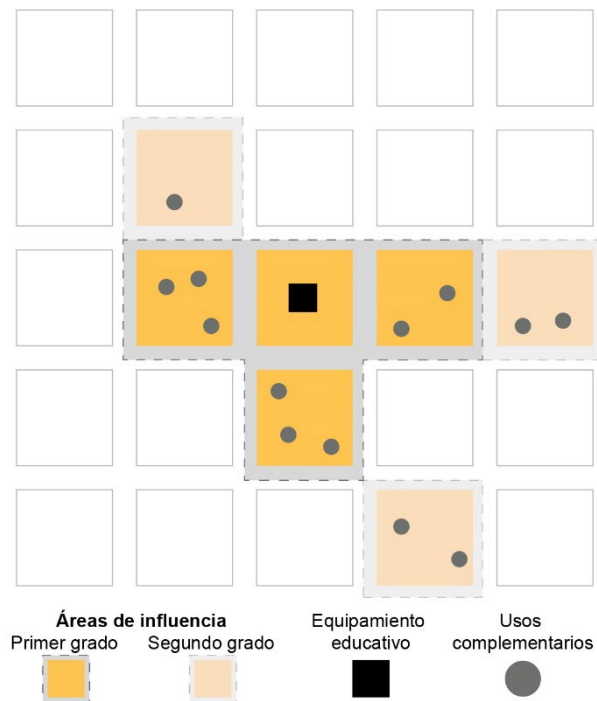 Áreas de influencia
Primer grado Segundo grado
Equipamiento
educativo
Usos
complementarios